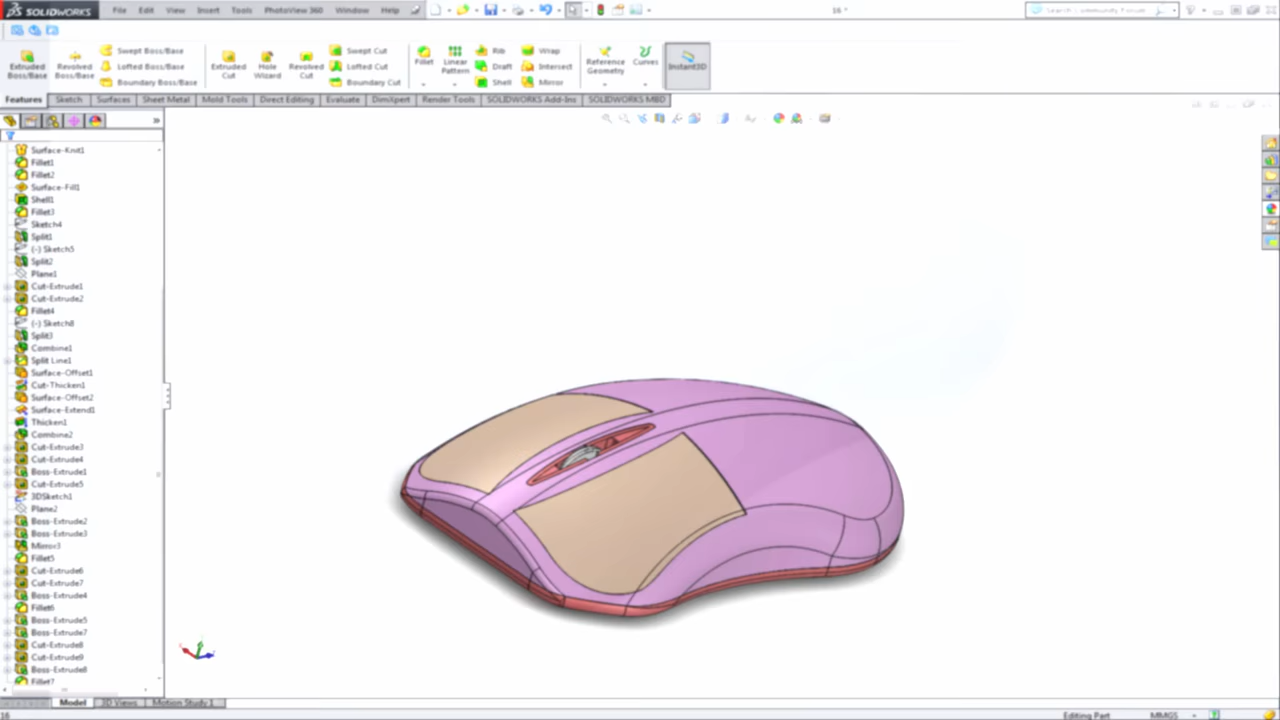 SOLIDWORKS File Edit View Insert Tools PhotoView 360 Window Help 16 *
Extruded Boss/Base
Revolved Boss/Base
Swept Boss/Base
Lofted Boss/Base
Boundary Boss/Base
Extruded Cut
Hole Wizard
Revolved Cut
Swept Cut
Lofted Cut
Boundary Cut
Fillet
Linear Pattern
Rib
Draft
Shell
Wrap
Intersect
Mirror
Reference Geometry
Curves
Instant3D
Features Sketch Surfaces Sheet Metal Mold Tools Direct Editing Evaluate DimXpert Render Tools SOLIDWORKS Add-Ins SOLIDWORKS MBD
Surface-Knit1
Fillet1
Fillet2
Surface-Fill1
Shell1
Fillet3
Sketch4
Split1
(-) Sketch5
Split2
Plane1
Cut-Extrude1
Cut-Extrude2
Fillet4
(-) Sketch8
Split3
Combine1
Split Line1
Surface-Offset1
Cut-Thicken1
Surface-Offset2
Surface-Extend1
Thicken1
Combine2
Cut-Extrude3
Cut-Extrude4
Boss-Extrude1
Cut-Extrude5
3DSketch1
Plane2
Boss-Extrude2
Boss-Extrude3
Mirror3
Fillet5
Cut-Extrude6
Cut-Extrude7
Boss-Extrude4
Fillet6
Boss-Extrude5
Boss-Extrude7
Cut-Extrude8
Cut-Extrude9
Boss-Extrude8
Fillet7
Model 3D Views Motion Study 1
16 Editing Part MMGS